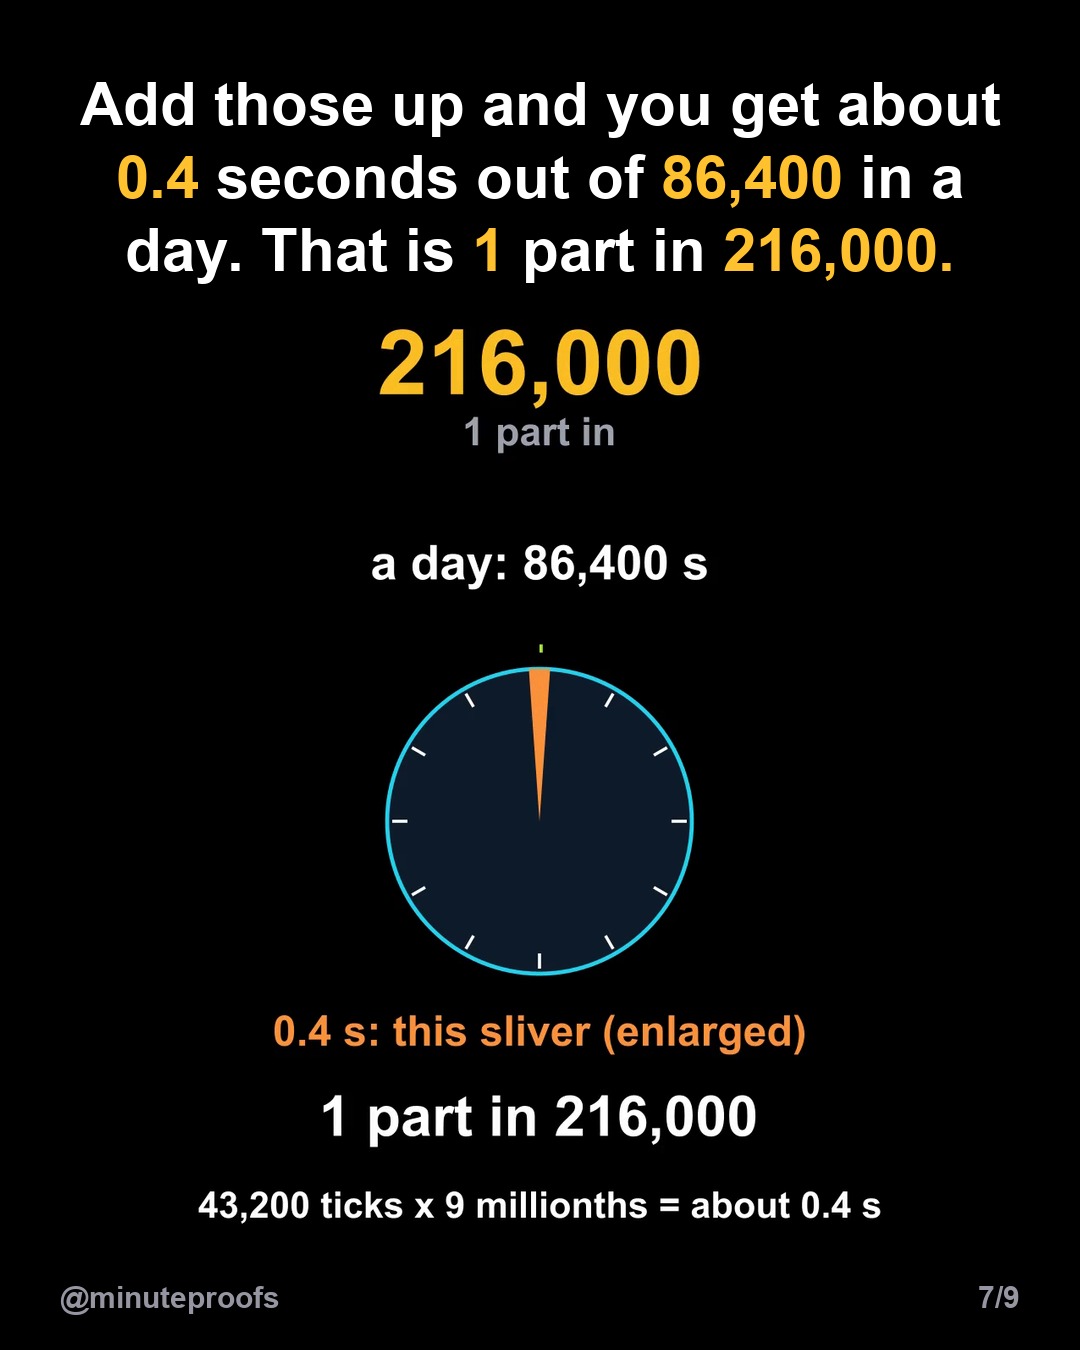 Add those up and you get about
0.4 seconds out of 86,400 in a
day. That is 1 part in 216,000.
216,000
1 part in
a day: 86,400 s
0.4 s: this sliver (enlarged)
1 part in 216,000
43,200 ticks x 9 millionths = about 0.4 s
@minuteproofs
7/9